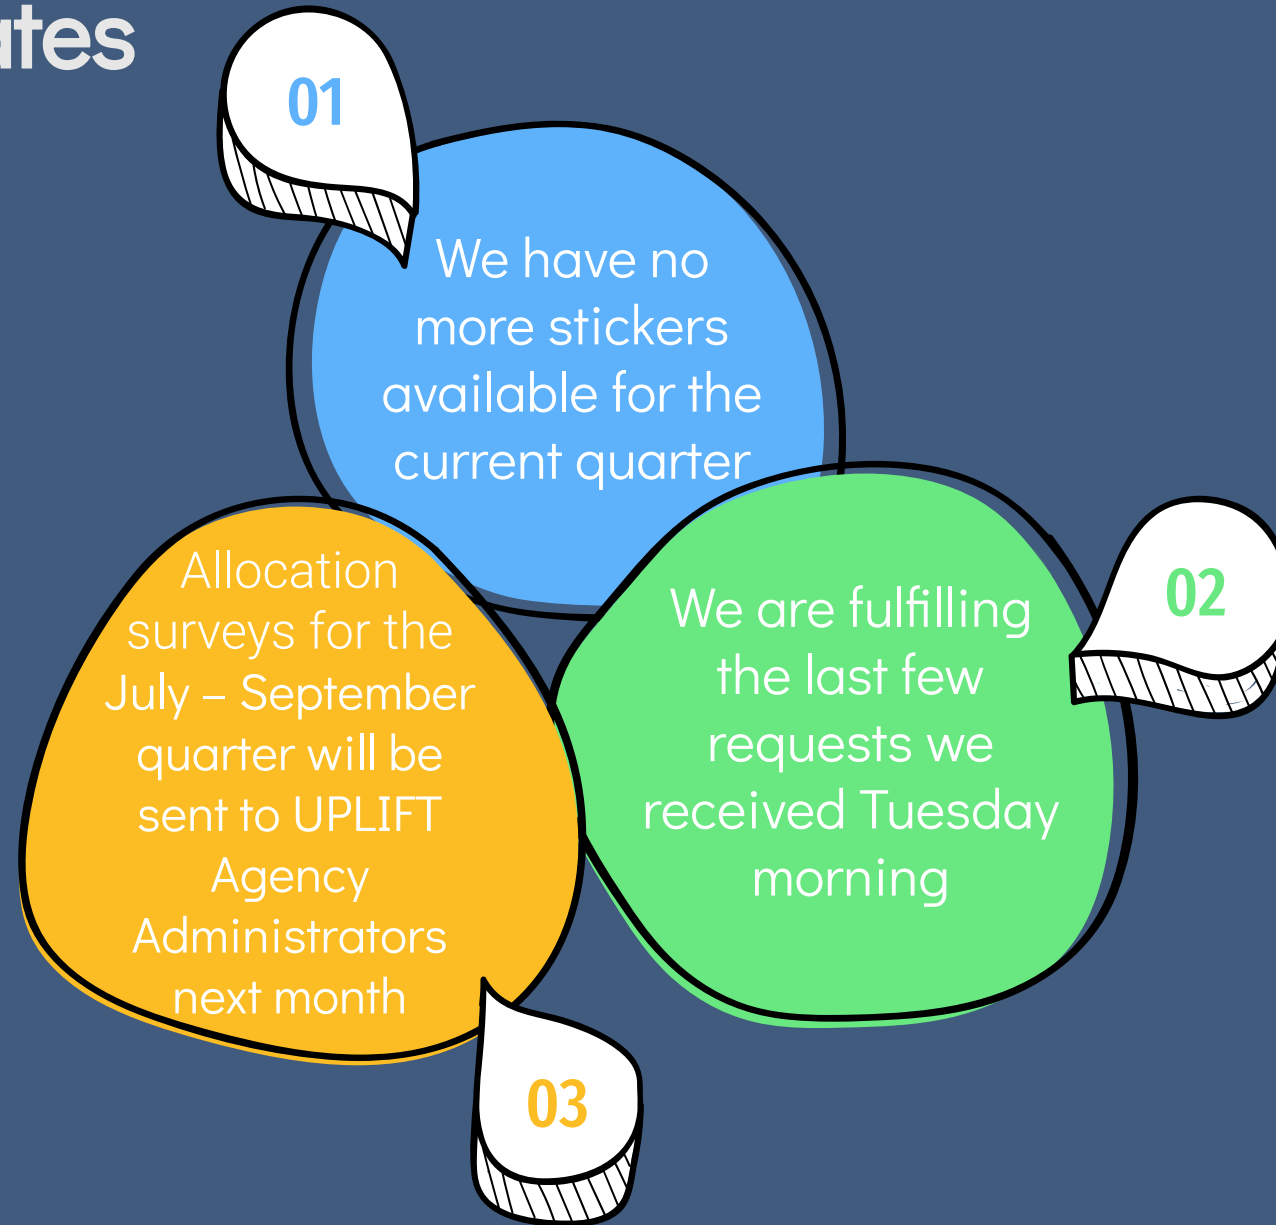 01
We have no
more stickers
available for the
current quarter
02
We are fulfilling
the last few
requests we
received Tuesday
morning
03
Allocation
surveys for the
July – September
quarter will be
sent to UPLIFT
Agency
Administrators
next month